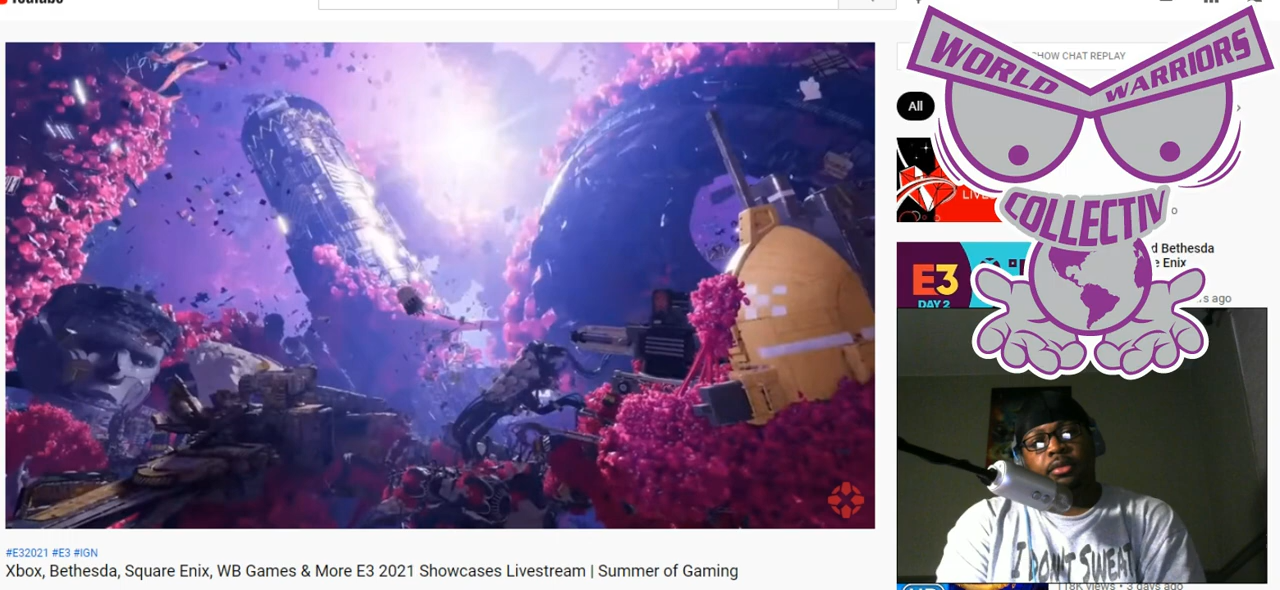 SHOW CHAT REPLAY
WORLD
WARRIORS
All
LIVE
COLLECTIV
d Bethesda
e Enix
E3
DAY 2
s ago
I DON'T SWEAT
#E32021 #E3 #IGN
Xbox, Bethesda, Square Enix, WB Games & More E3 2021 Showcases Livestream | Summer of Gaming
118K views • 3 days ago